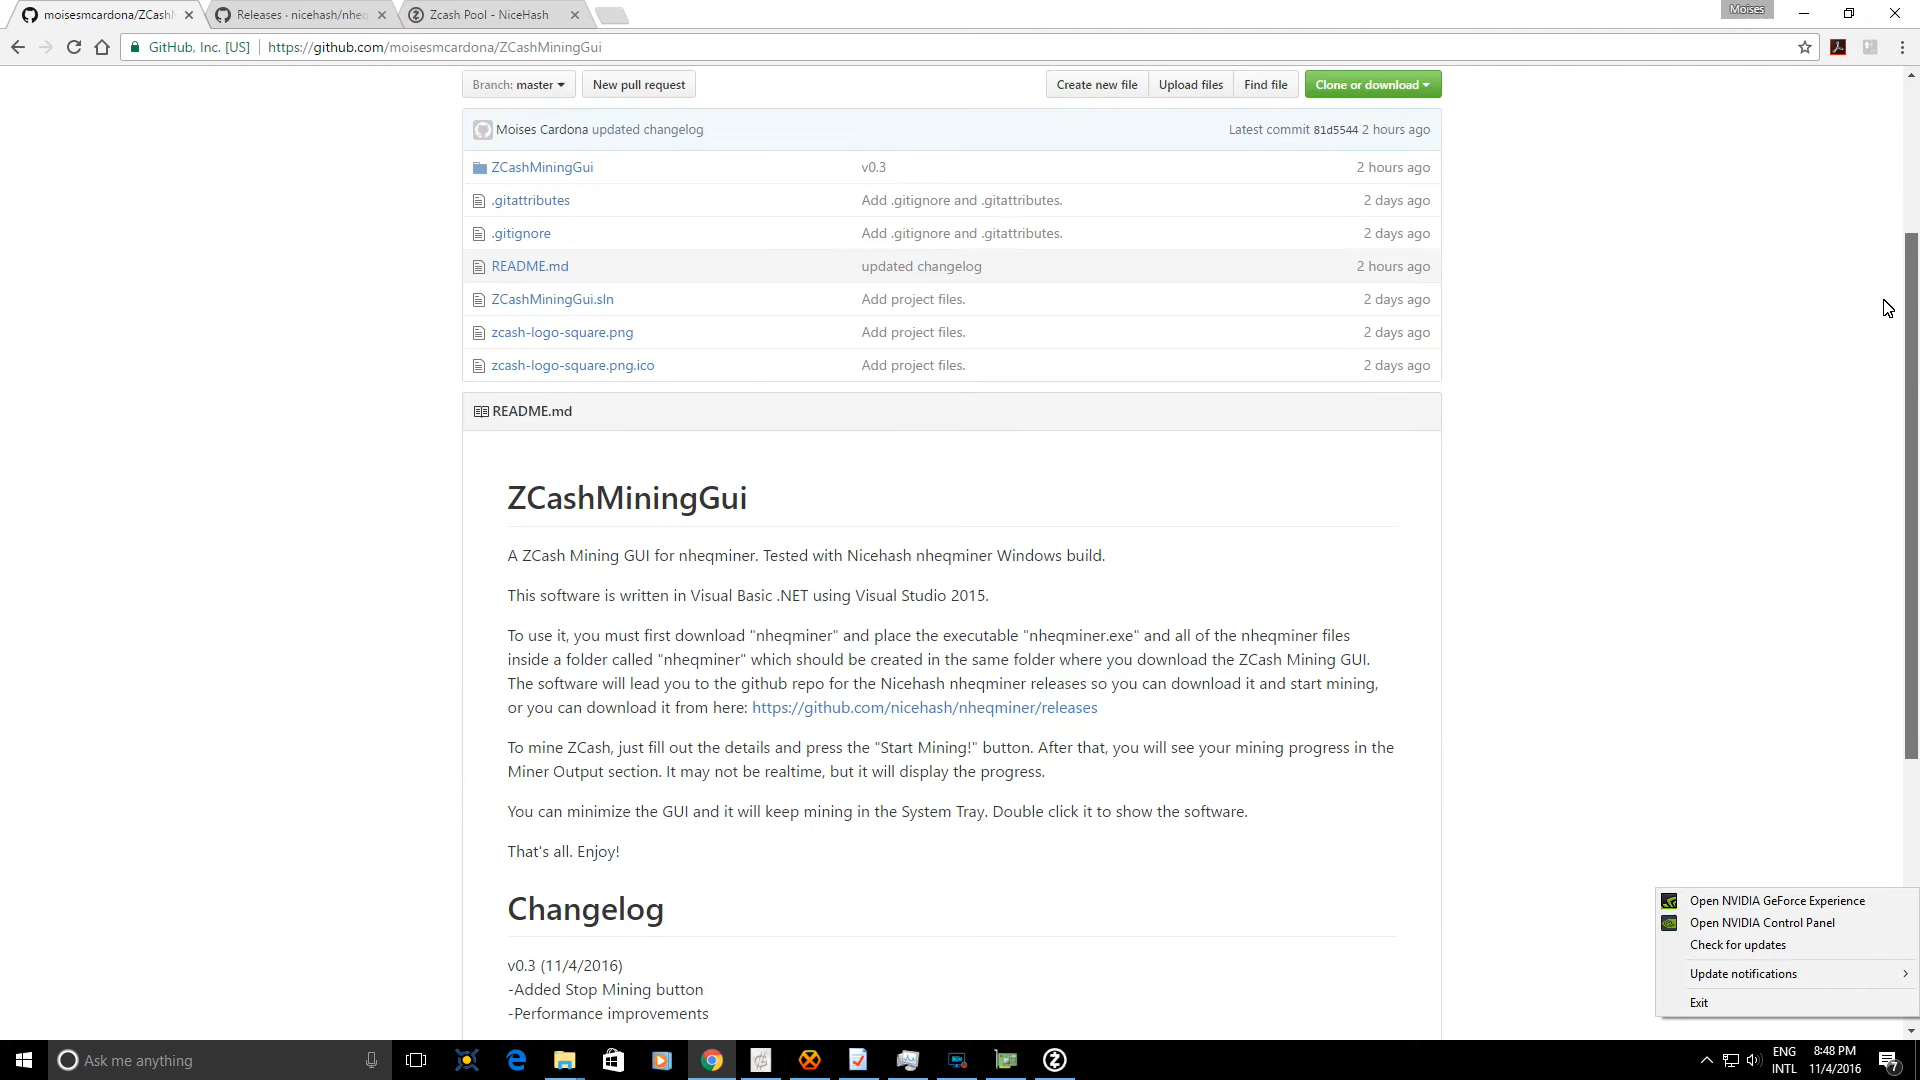 moisesmcardona/ZCashM
Releases · nicehash/nheq
Zcash Pool - NiceHash
Moises
GitHub, Inc. [US]
https://github.com/moisesmcardona/ZCashMiningGui
Branch: master
New pull request
Create new file
Upload files
Find file
Clone or download
Moises Cardona updated changelog
Latest commit 81d5544 2 hours ago
ZCashMiningGui
v0.3
2 hours ago
.gitattributes
Add .gitignore and .gitattributes.
2 days ago
.gitignore
Add .gitignore and .gitattributes.
2 days ago
README.md
updated changelog
2 hours ago
ZCashMiningGui.sln
Add project files.
2 days ago
zcash-logo-square.png
Add project files.
2 days ago
zcash-logo-square.png.ico
Add project files.
2 days ago
README.md
ZCashMiningGui
A ZCash Mining GUI for nheqminer. Tested with Nicehash nheqminer Windows build.
This software is written in Visual Basic .NET using Visual Studio 2015.
To use it, you must first download "nheqminer" and place the executable "nheqminer.exe" and all of the nheqminer files
inside a folder called "nheqminer" which should be created in the same folder where you download the ZCash Mining GUI.
The software will lead you to the github repo for the Nicehash nheqminer releases so you can download it and start mining,
or you can download it from here: https://github.com/nicehash/nheqminer/releases
To mine ZCash, just fill out the details and press the "Start Mining!" button. After that, you will see your mining progress in the
Miner Output section. It may not be realtime, but it will display the progress.
You can minimize the GUI and it will keep mining in the System Tray. Double click it to show the software.
That's all. Enjoy!
Changelog
v0.3 (11/4/2016)
-Added Stop Mining button
-Performance improvements
Open NVIDIA GeForce Experience
Open NVIDIA Control Panel
Check for updates
Update notifications
Exit
Ask me anything
ENG
INTL
8:48 PM
11/4/2016
7